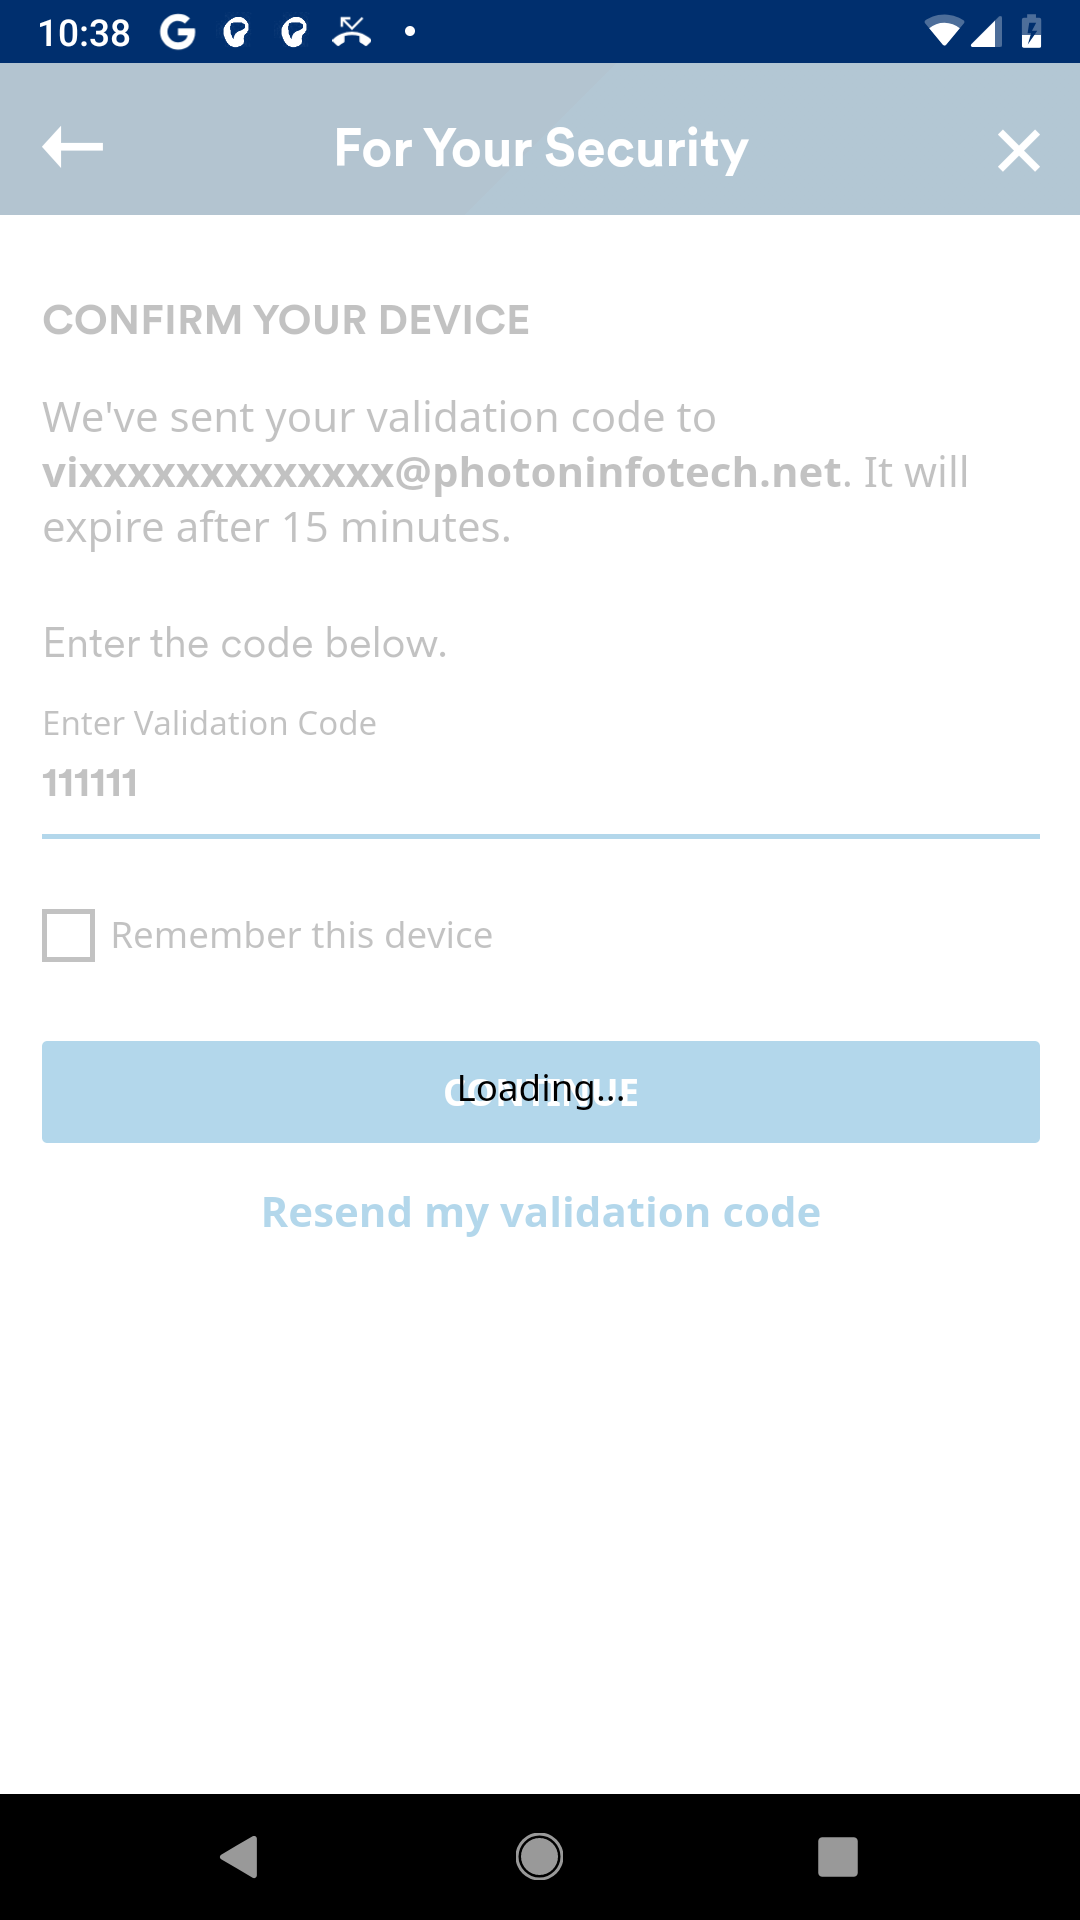 10:38
For Your Security
CONFIRM YOUR DEVICE
We've sent your validation code to
vixxxxxxxxxxxxx@photoninfotech.net. It will
expire after 15 minutes.
Enter the code below.
Enter Validation Code
111111
Remember this device
CONTINUE
Loading...
Resend my validation code